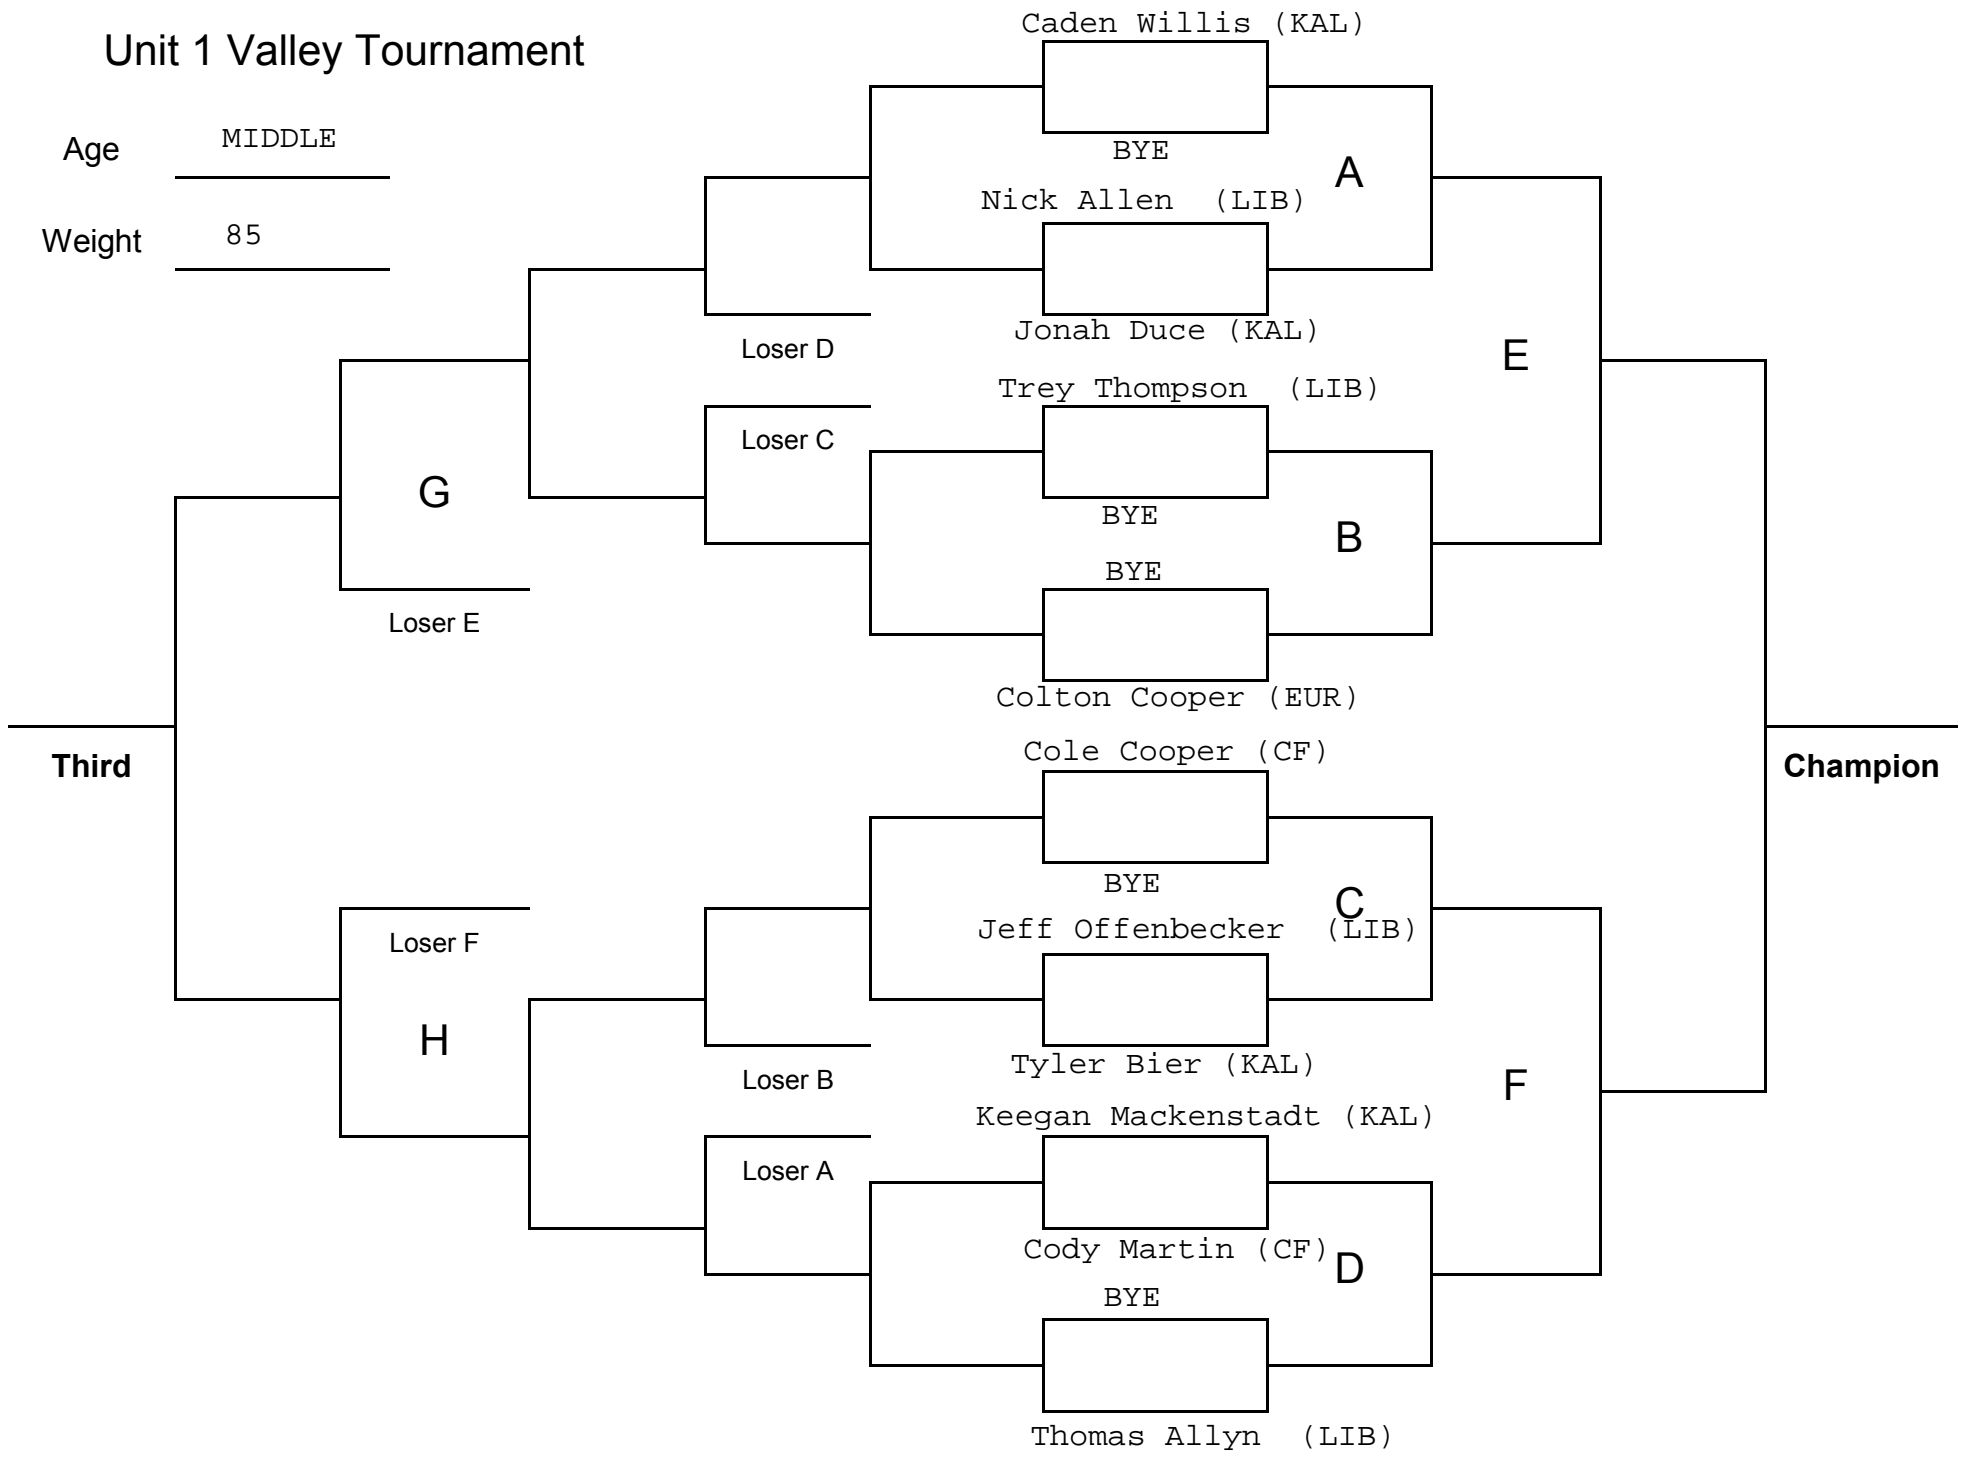 Unit 1 Valley Tournament
Age MIDDLE
Weight 85
Caden Willis (KAL)
BYE
A
Nick Allen (LIB)
Jonah Duce (KAL)
Loser D
E
Trey Thompson (LIB)
Loser C
G
BYE
B
BYE
Loser E
Colton Cooper (EUR)
Cole Cooper (CF)
Third
Champion
BYE
C
Jeff Offenbecker (LIB)
Loser F
H
Tyler Bier (KAL)
Loser B
F
Keegan Mackenstadt (KAL)
Loser A
Cody Martin (CF)
D
BYE
Thomas Allyn (LIB)